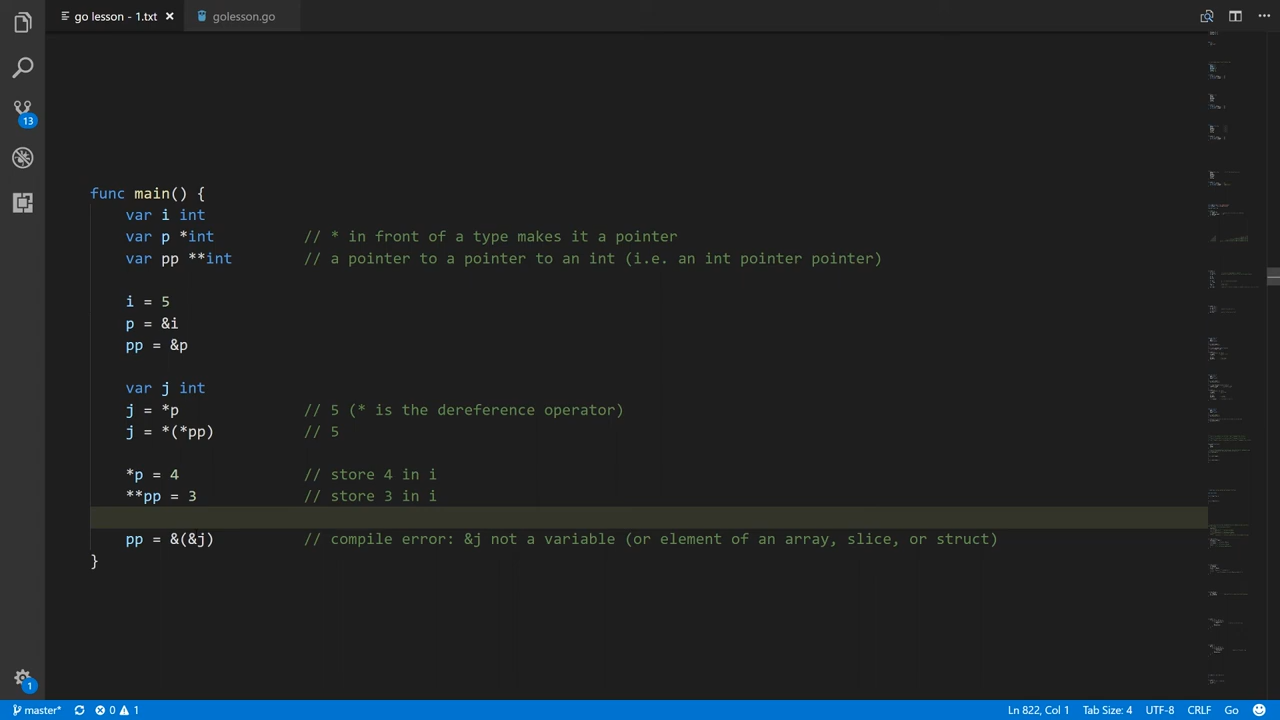 go lesson - 1.txt × golesson.go
func main() {
var i int
var p *int // * in front of a type makes it a pointer
var pp **int // a pointer to a pointer to an int (i.e. an int pointer pointer)
i = 5
p = &i
pp = &p
var j int
j = *p // 5 (* is the dereference operator)
j = *(*pp) // 5
*p = 4 // store 4 in i
**pp = 3 // store 3 in i
pp = &(&j) // compile error: &j not a variable (or element of an array, slice, or struct)
}
13
1
master* 0 1 Ln 822, Col 1 Tab Size: 4 UTF-8 CRLF Go